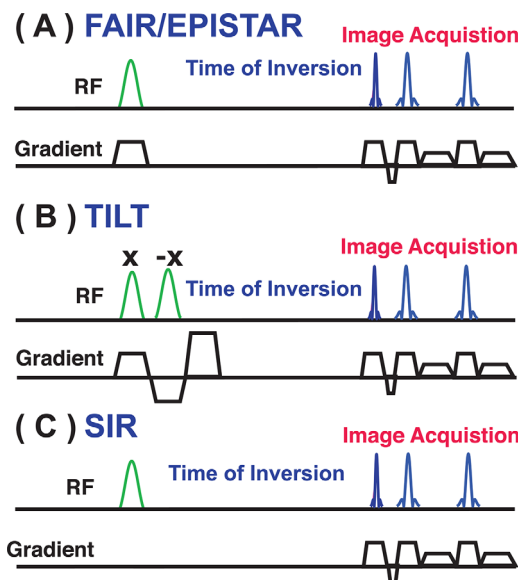 ( A ) FAIR/EPISTAR
Image Acquistion
Time of Inversion
RF
Gradient
( B ) TILT
x -x
Image Acquistion
RF
Time of Inversion
Gradient
( C ) SIR
Image Acquistion
Time of Inversion
RF
Gradient